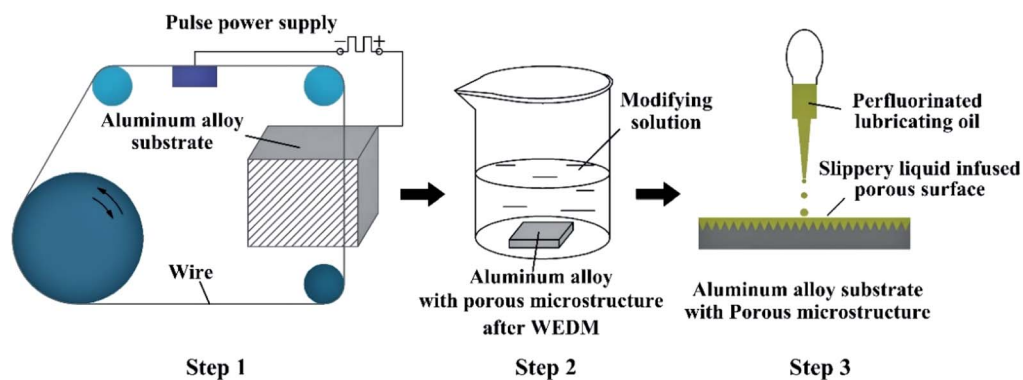 Pulse power supply
− +
Aluminum alloy
substrate
Wire
Step 1
Modifying
solution
Aluminum alloy
with porous microstructure
after WEDM
Step 2
Perfluorinated
lubricating oil
Slippery liquid infused
porous surface
Aluminum alloy substrate
with Porous microstructure
Step 3